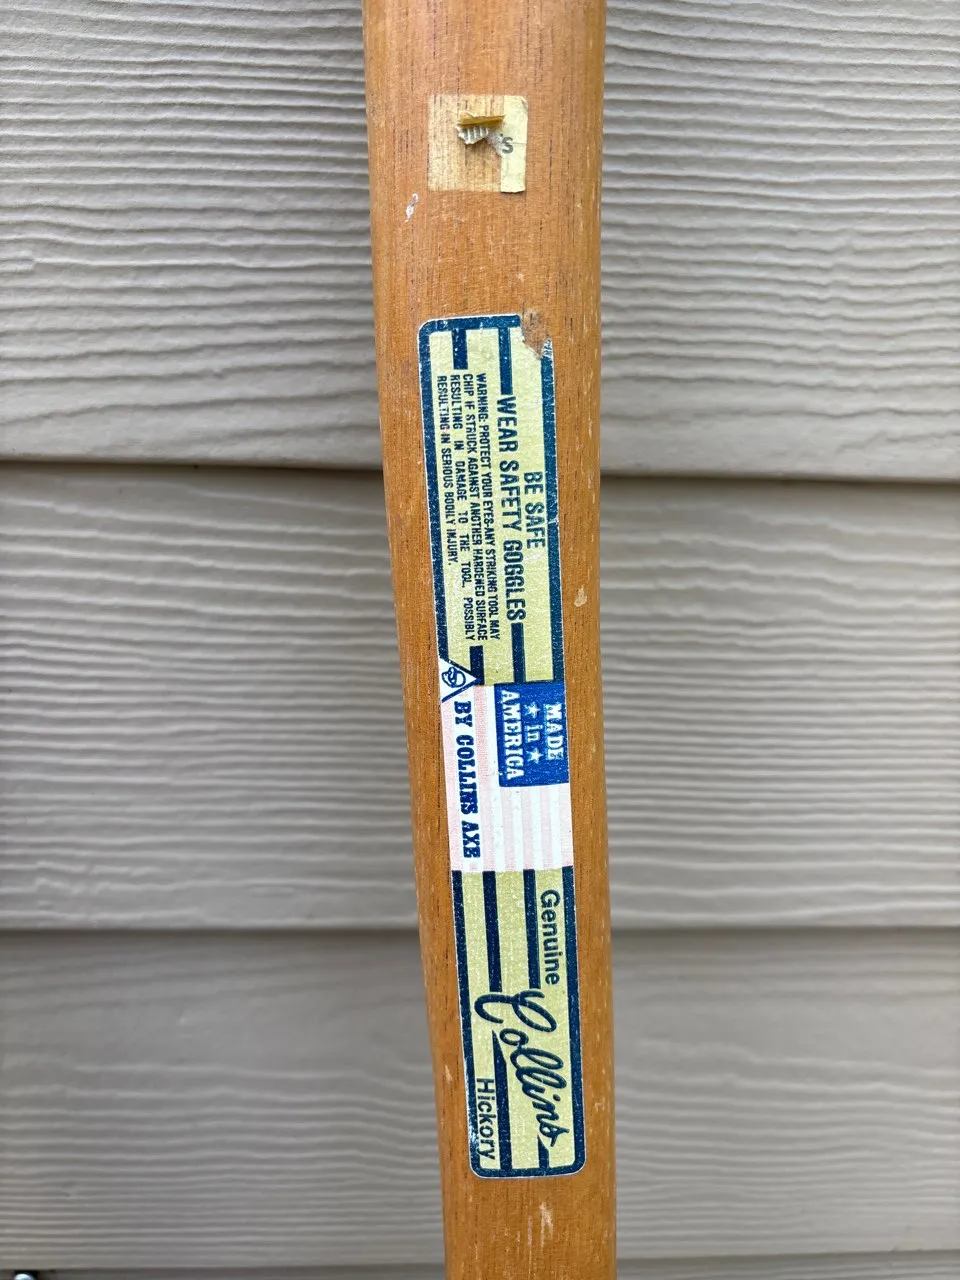 's
BE SAFE
WEAR SAFETY GOGGLES
WARNING: PROTECT YOUR EYES-ANY STRIKING TOOL MAY
CHIP IF STRUCK AGAINST ANOTHER HARDENED SURFACE
RESULTING IN DAMAGE TO THE TOOL, POSSIBLY
RESULTING IN SERIOUS BODILY INJURY.
MADE
in
AMERICA
BY COLLINS AXE
Genuine
Collins
Hickory